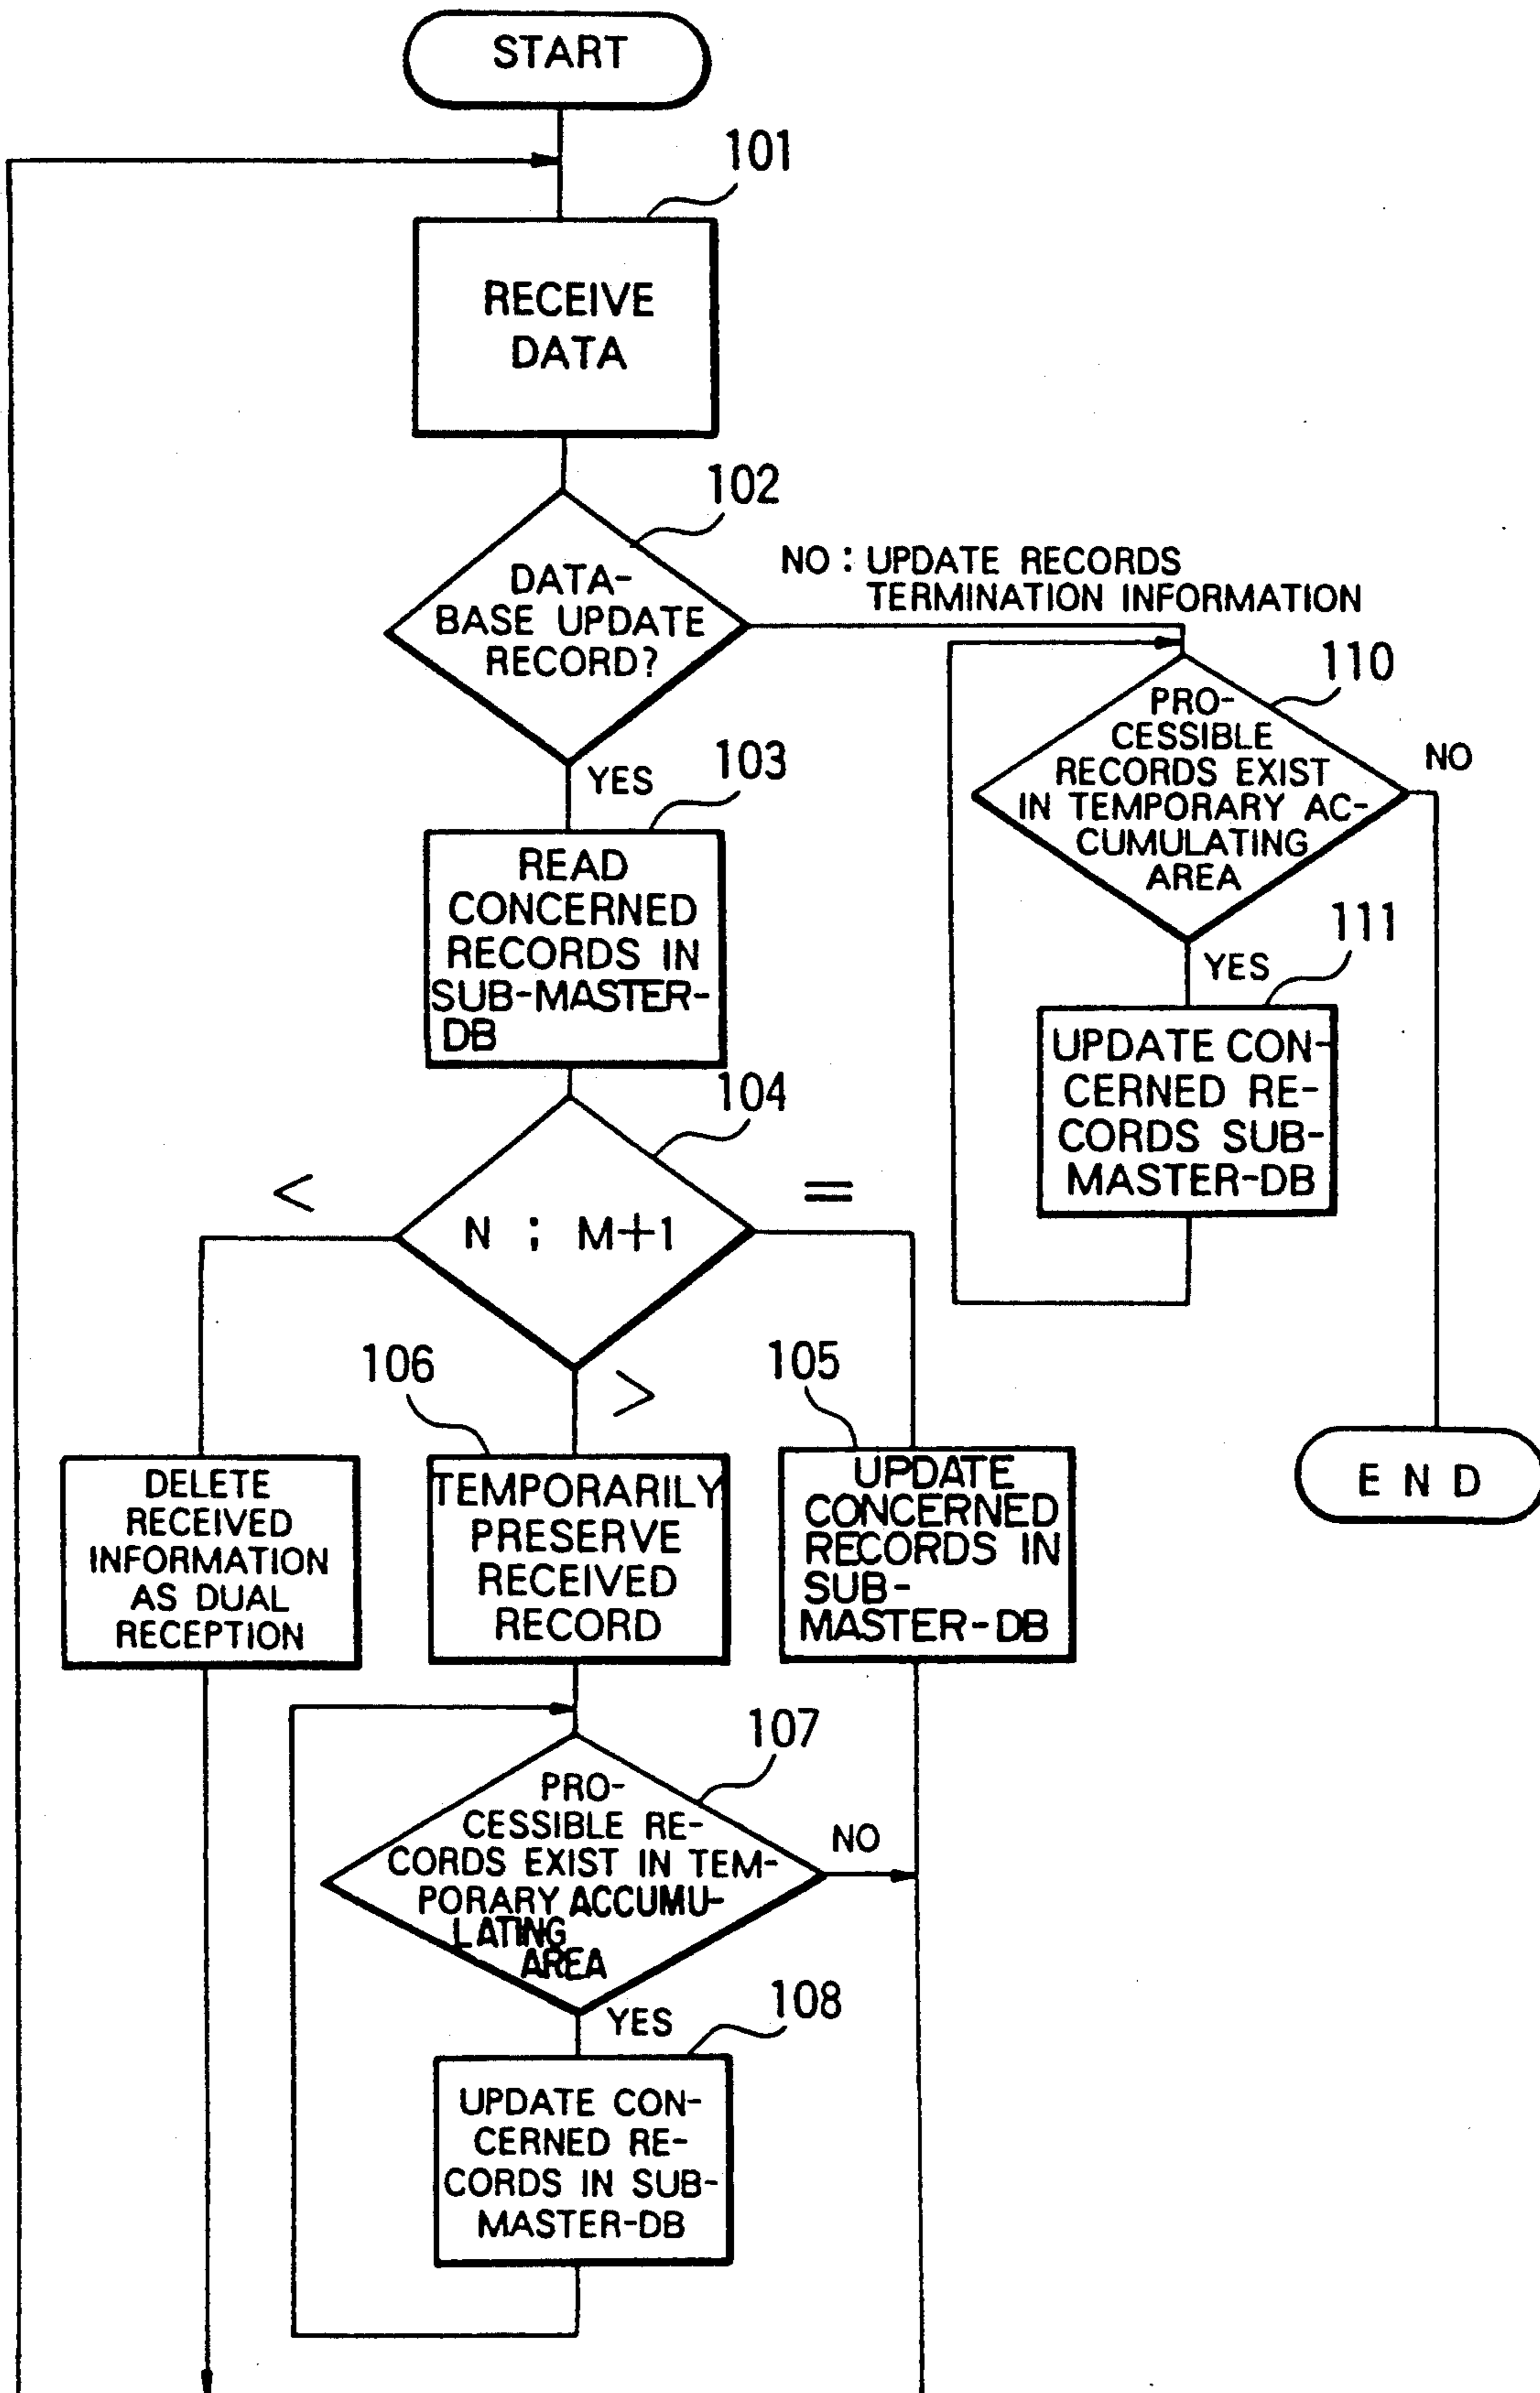 START
101
RECEIVE
DATA
102
DATA-
BASE UPDATE
RECORD?
NO : UPDATE RECORDS
TERMINATION INFORMATION
110
PRO-
CESSIBLE
RECORDS EXIST
IN TEMPORARY AC-
CUMULATING
AREA
NO
YES
103
READ
CONCERNED
RECORDS IN
SUB-MASTER-
DB
YES
111
UPDATE CON-
CERNED RE-
CORDS SUB-
MASTER-DB
104
<
N ; M+1
=
>
106
105
DELETE
RECEIVED
INFORMATION
AS DUAL
RECEPTION
TEMPORARILY
PRESERVE
RECEIVED
RECORD
UPDATE
CONCERNED
RECORDS IN
SUB-
MASTER-DB
END
107
PRO-
CESSIBLE RE-
CORDS EXIST IN TEM-
PORARY ACCUMU-
LATING
AREA
NO
YES
108
UPDATE CON-
CERNED RE-
CORDS IN SUB-
MASTER-DB